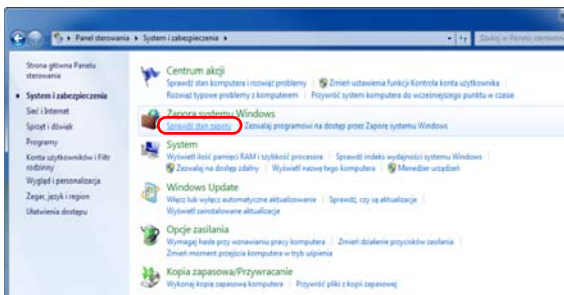 Panel sterowania ▸ System i zabezpieczenia ▸
Szukaj w Panelu sterowania
Strona główna Panelu
sterowania
System i zabezpieczenia
Sieć i Internet
Sprzęt i dźwięk
Programy
Konta użytkowników i Filtr
rodzinny
Wygląd i personalizacja
Zegar, język i region
Ułatwienia dostępu
Centrum akcji
Sprawdź stan komputera i rozwiąż problemy | Zmień ustawienia funkcji Kontrola konta użytkownika
Rozwiąż typowe problemy z komputerem | Przywróć system komputera do wcześniejszego punktu w czasie
Zapora systemu Windows
Sprawdź stan zapory | Zezwalaj programowi na dostęp przez Zaporę systemu Windows
System
Wyświetl ilość pamięci RAM i szybkość procesora | Sprawdź indeks wydajności systemu Windows
Zezwalaj na dostęp zdalny | Wyświetl nazwę tego komputera | Menedżer urządzeń
Windows Update
Włącz lub wyłącz automatyczne aktualizowanie | Sprawdź, czy są aktualizacje
Wyświetl zainstalowane aktualizacje
Opcje zasilania
Wymagaj hasła przy wznawianiu pracy komputera | Zmień działanie przycisków zasilania
Zmień moment przejścia komputera w tryb uśpienia
Kopia zapasowa/Przywracanie
Wykonaj kopię zapasową komputera | Przywróć pliki z kopii zapasowej